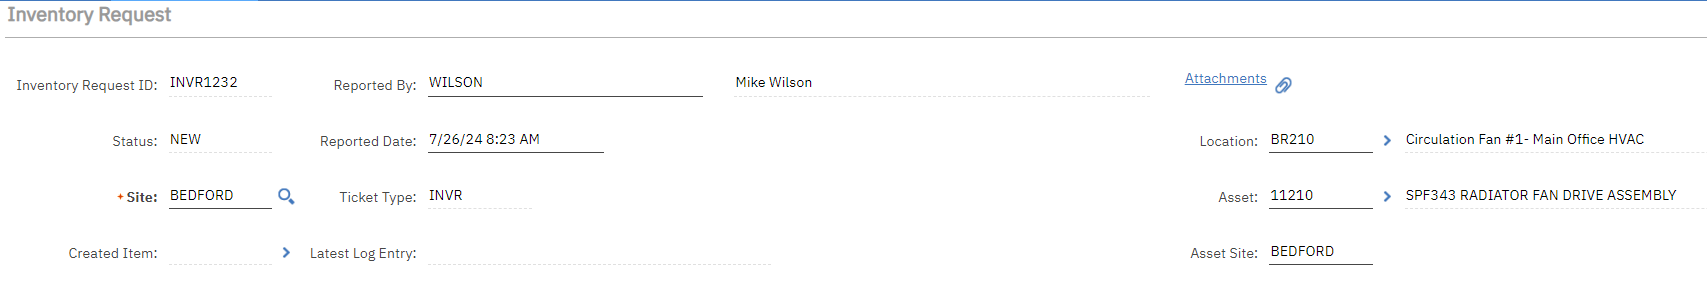 Inventory Request
Inventory Request ID: INVR1232 Reported By: WILSON Mike Wilson Attachments
Status: NEW Reported Date: 7/26/24 8:23 AM Location: BR210 Circulation Fan #1- Main Office HVAC
* Site: BEDFORD Ticket Type: INVR Asset: 11210 SPF343 RADIATOR FAN DRIVE ASSEMBLY
Created Item: Latest Log Entry: Asset Site: BEDFORD